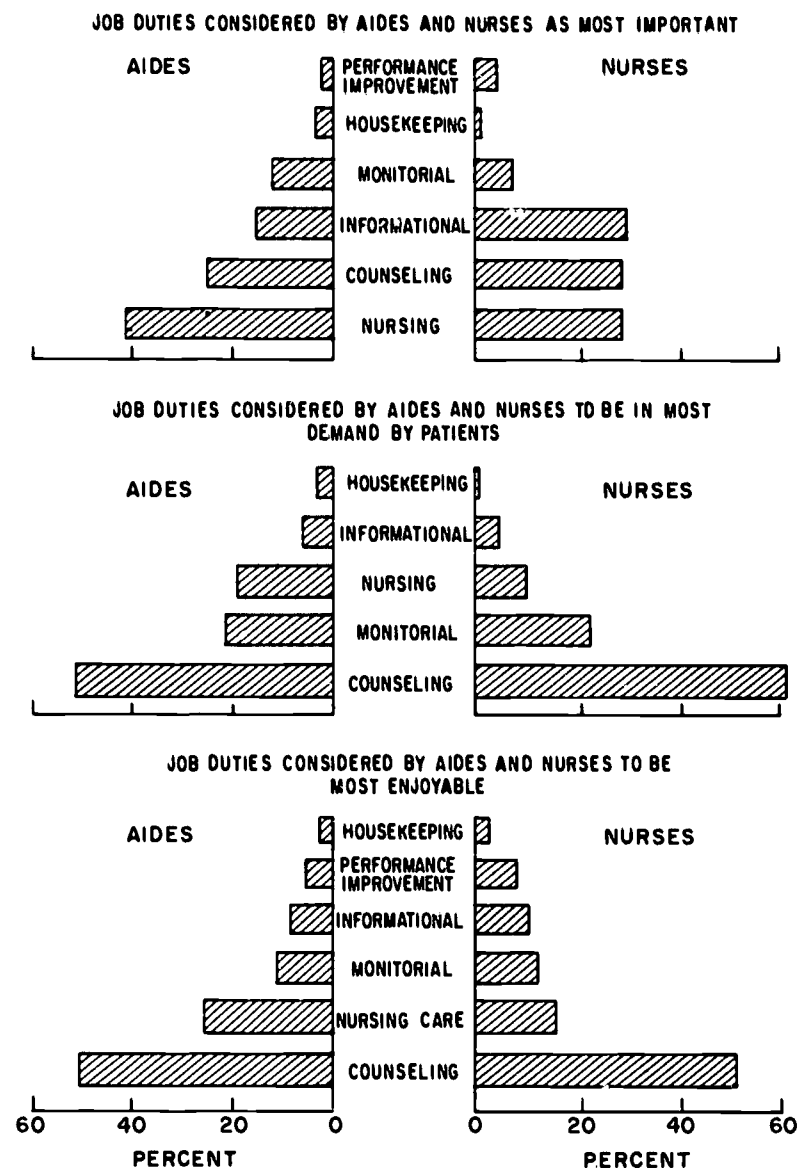 JOB DUTIES CONSIDERED BY AIDES AND NURSES AS MOST IMPORTANT
AIDES
NURSES
PERFORMANCE
IMPROVEMENT
HOUSEKEEPING
MONITORIAL
INFORMATIONAL
COUNSELING
NURSING
JOB DUTIES CONSIDERED BY AIDES AND NURSES TO BE IN MOST
DEMAND BY PATIENTS
AIDES
NURSES
HOUSEKEEPING
INFORMATIONAL
NURSING
MONITORIAL
COUNSELING
JOB DUTIES CONSIDERED BY AIDES AND NURSES TO BE
MOST ENJOYABLE
AIDES
NURSES
HOUSEKEEPING
PERFORMANCE
IMPROVEMENT
INFORMATIONAL
MONITORIAL
NURSING CARE
COUNSELING
60 40 20 0 0 20 40 60
PERCENT PERCENT